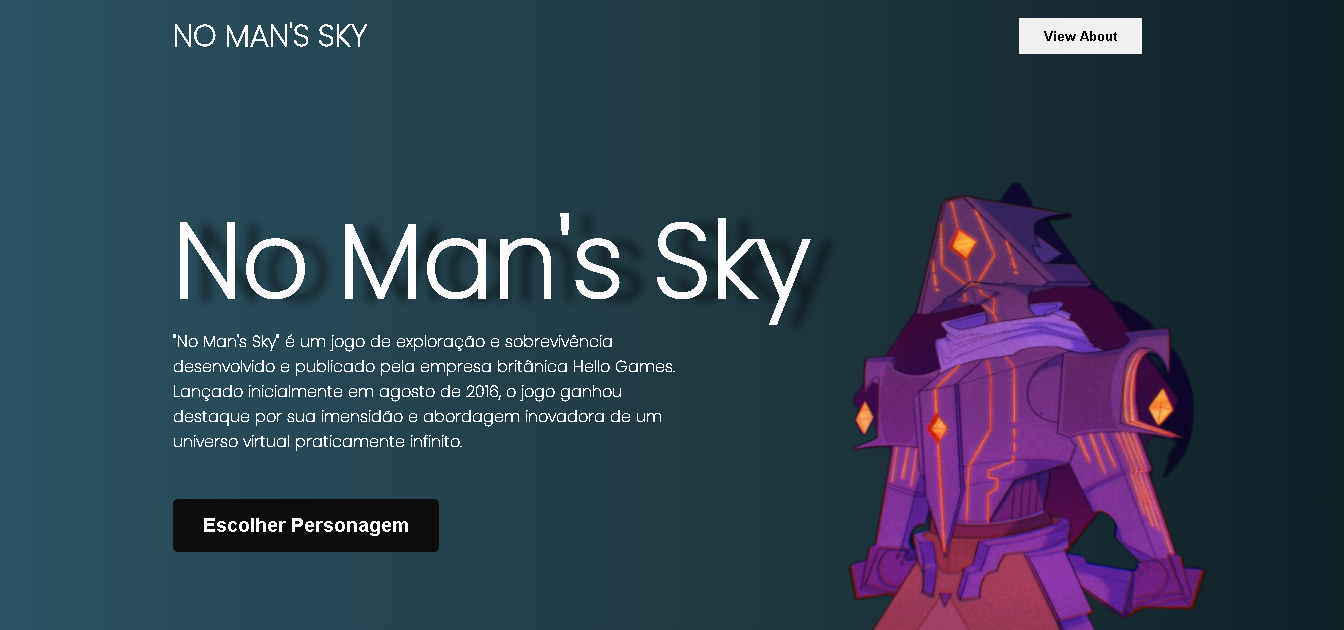 NO MAN'S SKY
View About
No Man's Sky
"No Man's Sky" é um jogo de exploração e sobrevivência
desenvolvido e publicado pela empresa britânica Hello Games.
Lançado inicialmente em agosto de 2016, o jogo ganhou
destaque por sua imensidão e abordagem inovadora de um
universo virtual praticamente infinito.
Escolher Personagem